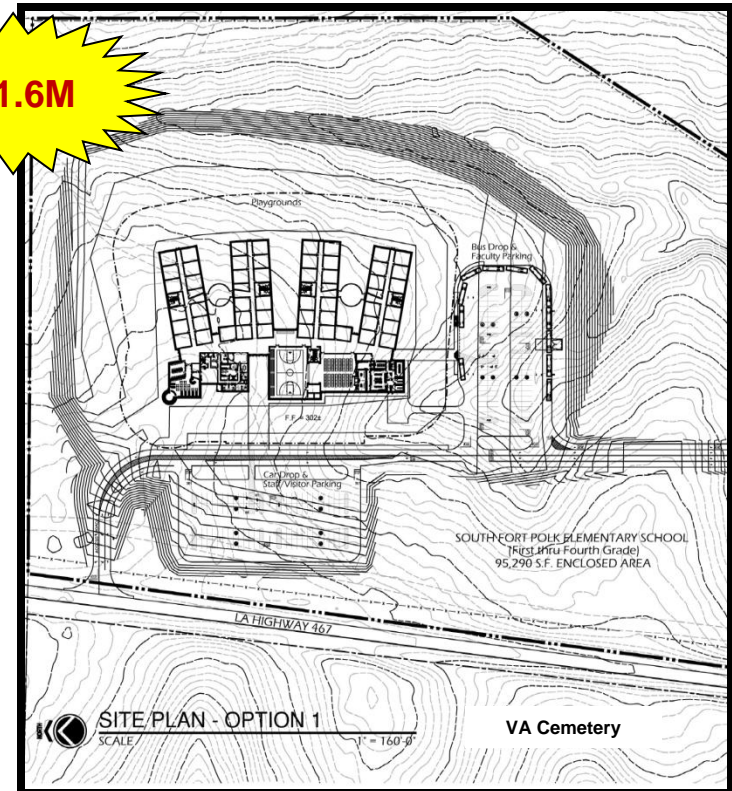 1.6M
Playgrounds
Bus Drop &
Faculty Parking
F.F. = 302±
Car Drop &
Staff/Visitor Parking
SOUTH FORT POLK ELEMENTARY SCHOOL
(First thru Fourth Grade)
95,290 S.F. ENCLOSED AREA
LA HIGHWAY 467
NORTH
SITE PLAN - OPTION 1
SCALE
1" = 160'-0"
VA Cemetery